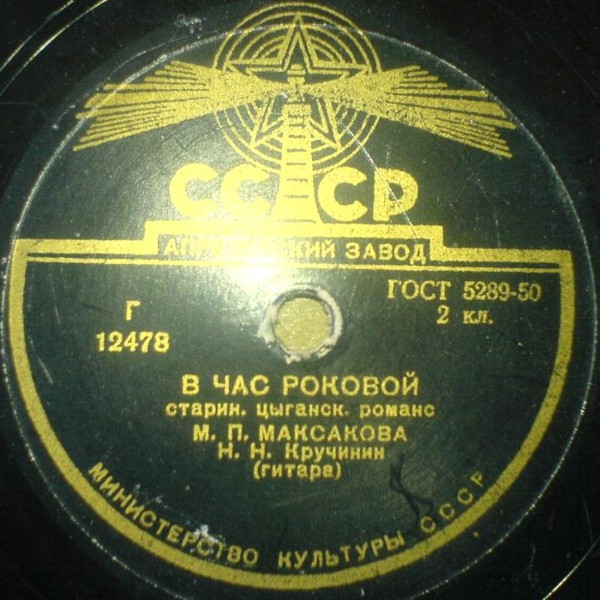 СССР
АПРЕЛЕВСКИЙ ЗАВОД
ГОСТ 5289-50
2 кл.
Г
12478
В ЧАС РОКОВОЙ
старин. цыганск. романс
М. П. МАКСАКОВА
Н. Н. Кручинин
(гитара)
МИНИСТЕРСТВО КУЛЬТУРЫ СССР